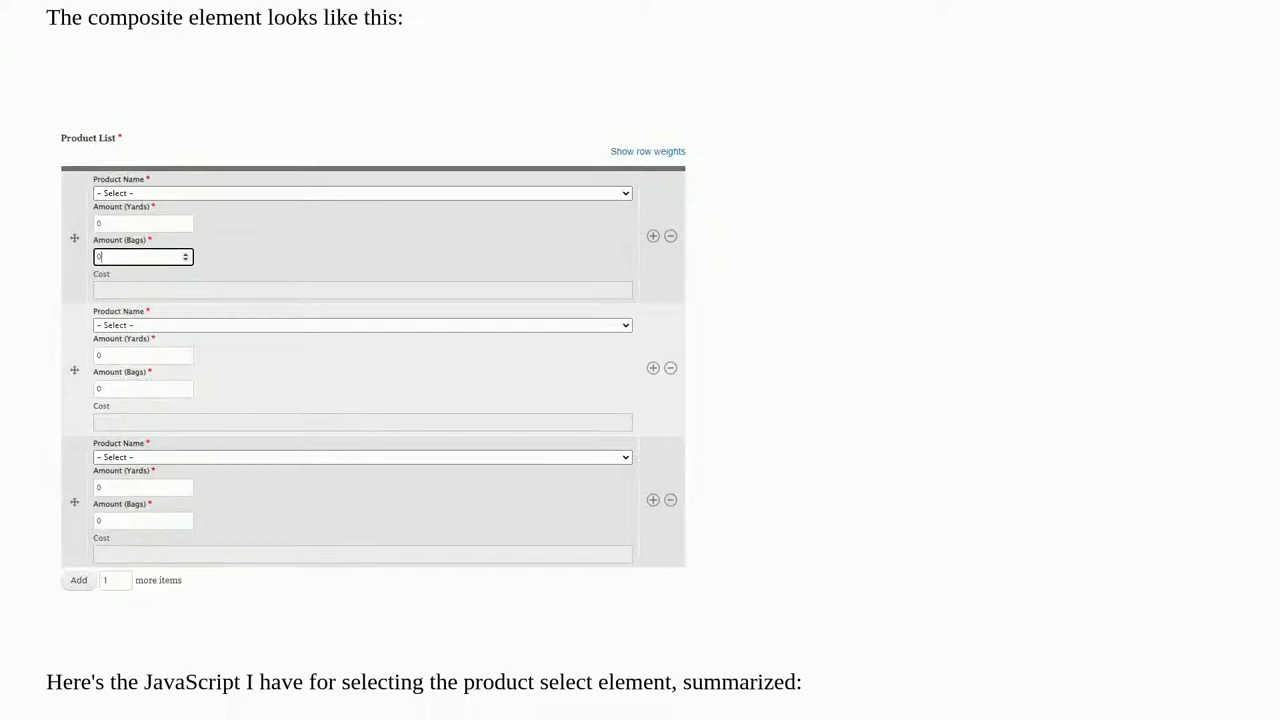 The composite element looks like this:
Product List *
Show row weights
Product Name *
- Select -
Amount (Yards) *
0
Amount (Bags) *
0
Cost
Product Name *
- Select -
Amount (Yards) *
0
Amount (Bags) *
0
Cost
Product Name *
- Select -
Amount (Yards) *
0
Amount (Bags) *
0
Cost
Add 1 more items
Here's the JavaScript I have for selecting the product select element, summarized: